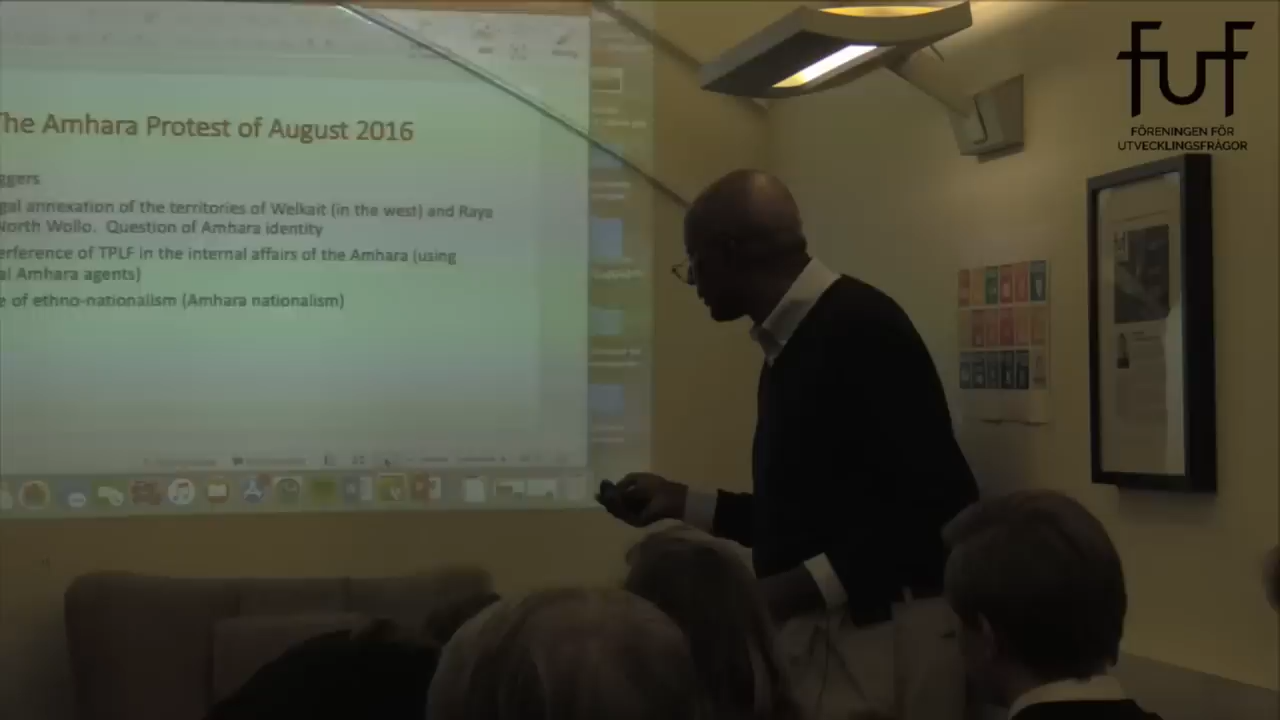 The Amhara Protest of August 2016
ggers
gal annexation of the territories of Welkait (in the west) and Raya
North Wollo. Question of Amhara identity
erference of TPLF in the internal affairs of the Amhara (using
al Amhara agents)
e of ethno-nationalism (Amhara nationalism)
fuf
FÖRENINGEN FÖR
UTVECKLINGSFRÅGOR